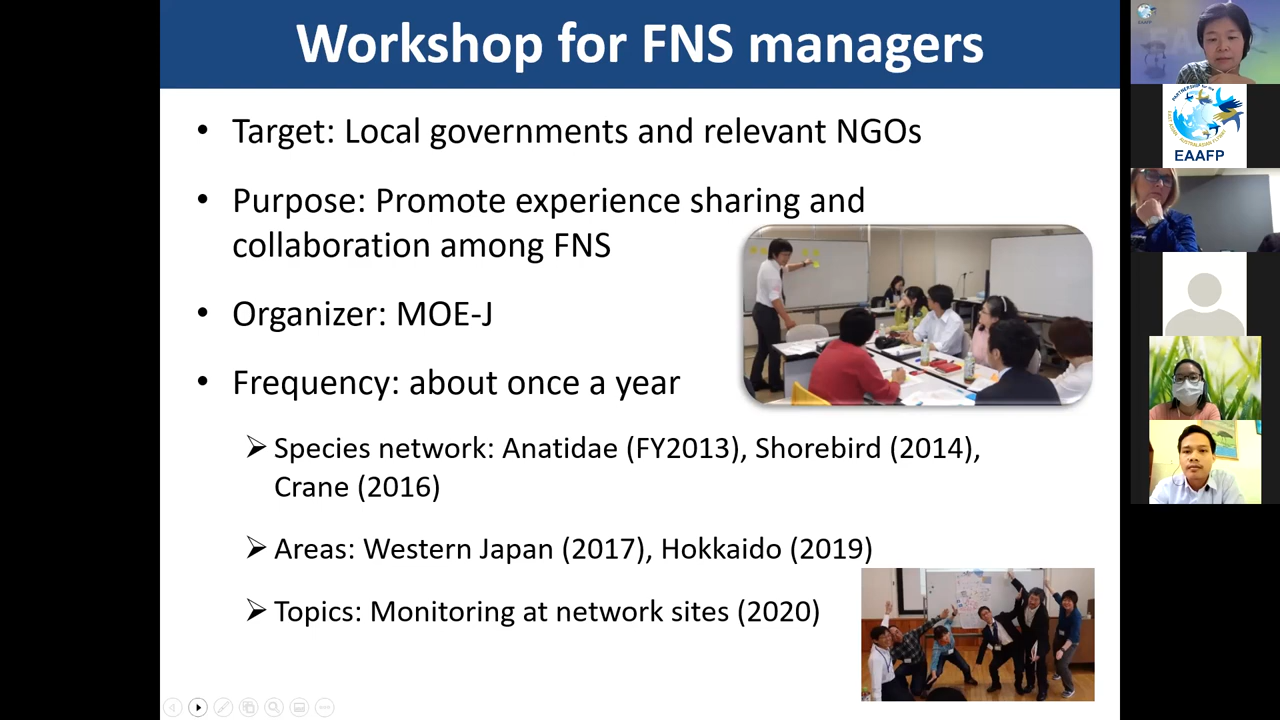 Workshop for FNS managers
• Target: Local governments and relevant NGOs
• Purpose: Promote experience sharing and
collaboration among FNS
• Organizer: MOE-J
• Frequency: about once a year
➢ Species network: Anatidae (FY2013), Shorebird (2014),
Crane (2016)
➢ Areas: Western Japan (2017), Hokkaido (2019)
➢ Topics: Monitoring at network sites (2020)
EAAFP